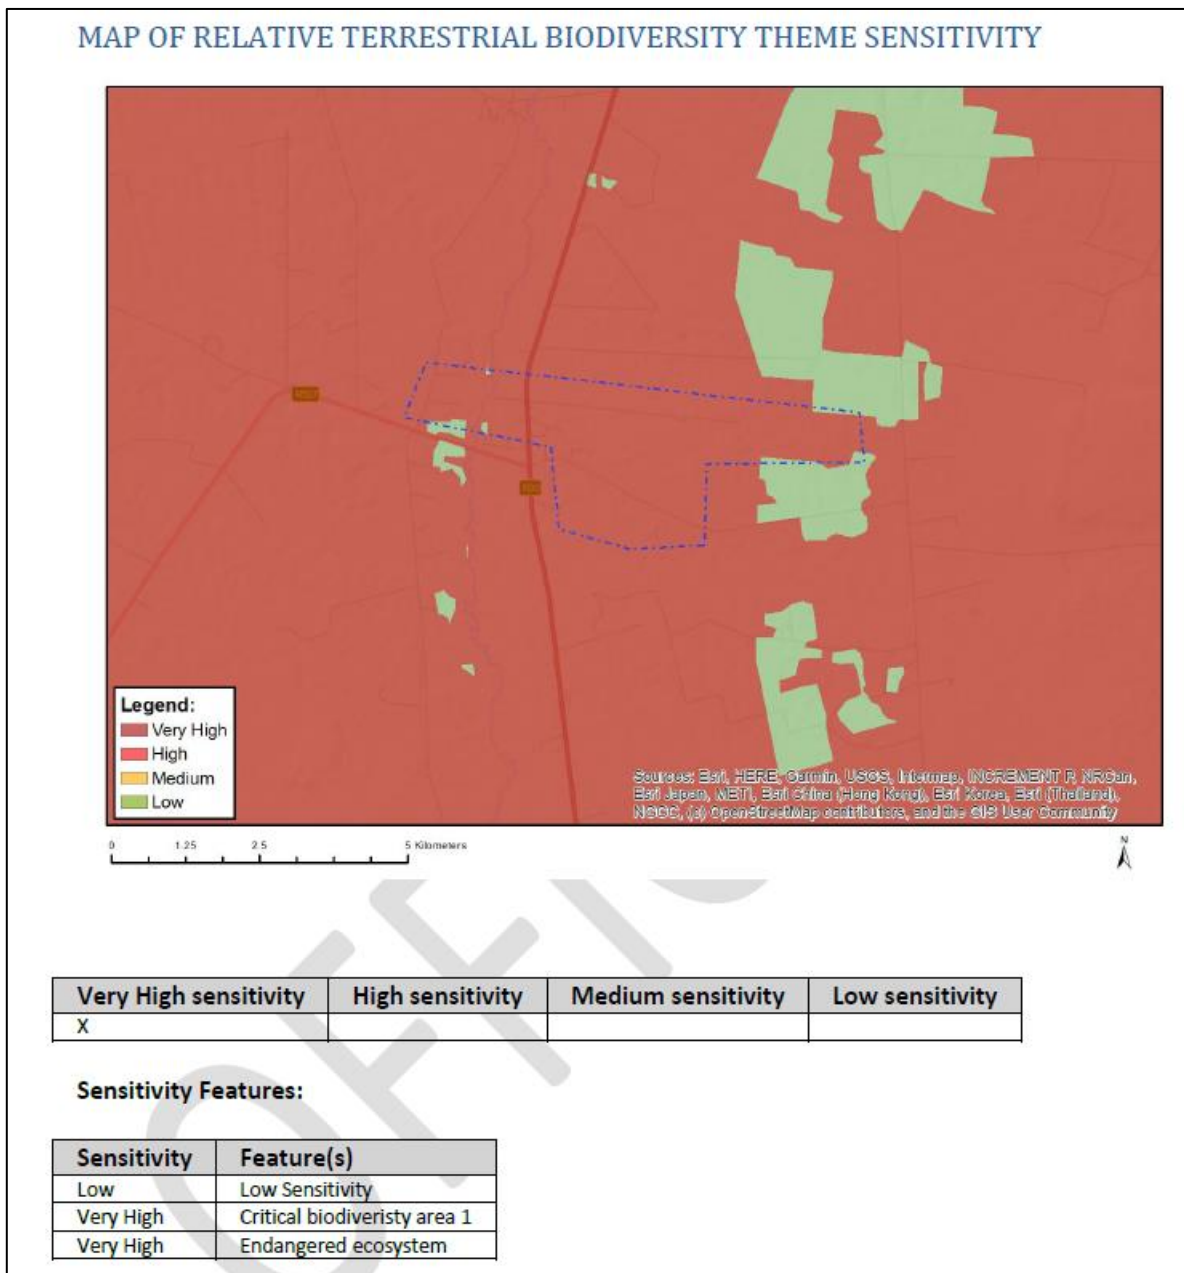 MAP OF RELATIVE TERRESTRIAL BIODIVERSITY THEME SENSITIVITY
Legend:
Very High
High
Medium
Low
Sources: Esri, HERE, Garmin, USGS, Intermap, INCREMENT P, NRCan,
Esri Japan, METI, Esri China (Hong Kong), Esri Korea, Esri (Thailand),
NGCC, (c) OpenStreetMap contributors, and the GIS User Community
0 1.25 2.5 5 Kilometers
N
Very High sensitivity High sensitivity Medium sensitivity Low sensitivity
X
Sensitivity Features:
Sensitivity Feature(s)
Low Low Sensitivity
Very High Critical biodiveristy area 1
Very High Endangered ecosystem